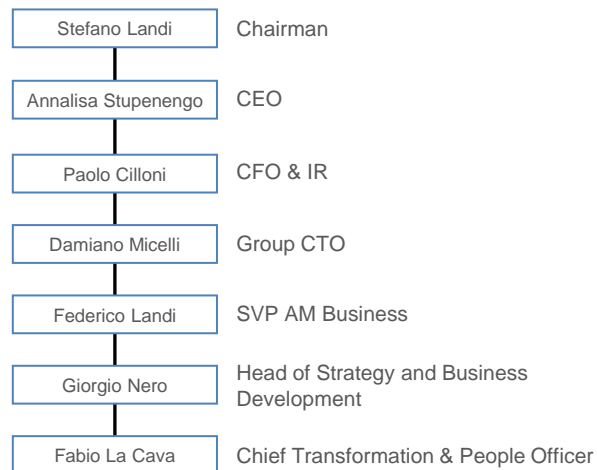 Stefano Landi Chairman
Annalisa Stupenengo CEO
Paolo Cilloni CFO & IR
Damiano Micelli Group CTO
Federico Landi SVP AM Business
Giorgio Nero Head of Strategy and Business
Development
Fabio La Cava Chief Transformation & People Officer